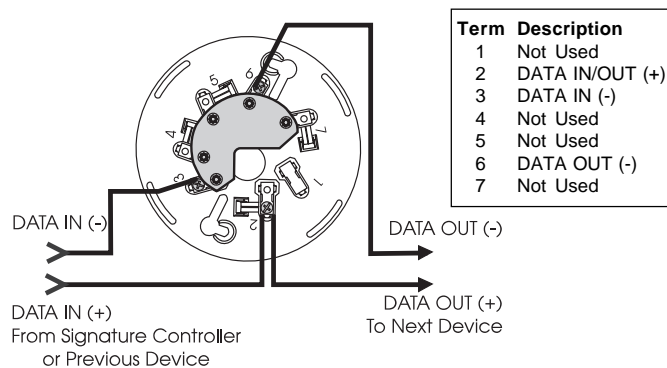 Term Description
1 Not Used
2 DATA IN/OUT (+)
3 DATA IN (-)
4 Not Used
5 Not Used
6 DATA OUT (-)
7 Not Used
6
5
4
7
3
1
2
DATA IN (-)
DATA OUT (-)
DATA IN (+)
From Signature Controller
or Previous Device
DATA OUT (+)
To Next Device